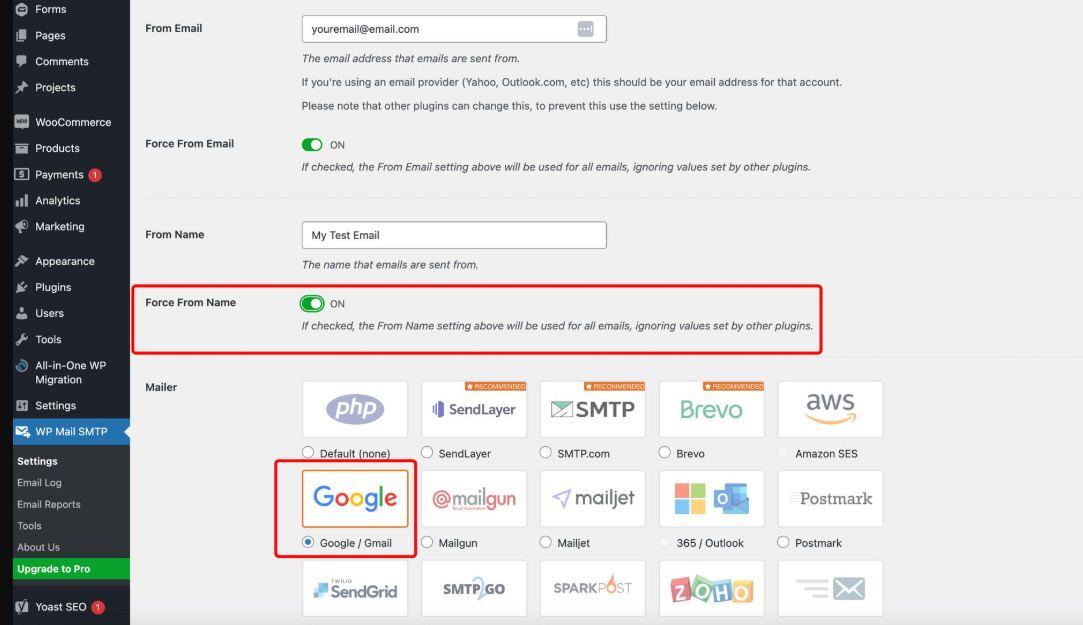 Forms
Pages
Comments
Projects
WOO
WooCommerce
Products
Payments 1
Analytics
Marketing
Appearance
Plugins
Users
Tools
All-in-One WP
Migration
Settings
WP Mail SMTP
Settings
Email Log
Email Reports
Tools
About Us
Upgrade to Pro
Yoast SEO 1
From Email
youremail@email.com
The email address that emails are sent from.
If you're using an email provider (Yahoo, Outlook.com, etc) this should be your email address for that account.
Please note that other plugins can change this, to prevent this use the setting below.
Force From Email
ON
If checked, the From Email setting above will be used for all emails, ignoring values set by other plugins.
From Name
My Test Email
The name that emails are sent from.
Force From Name
ON
If checked, the From Name setting above will be used for all emails, ignoring values set by other plugins.
Mailer
php
Default (none)
RECOMMENDED
SendLayer
SendLayer
RECOMMENDED
SMTP
SMTP.com
RECOMMENDED
Brevo
Brevo
aws
Amazon SES
Google
Google / Gmail
@mailgun
Email Automation
Mailgun
mailjet
Mailjet
365 / Outlook
Postmark
Postmark
TWILIO
SendGrid
SMTP2GO
SPARKPOST
ZOHO